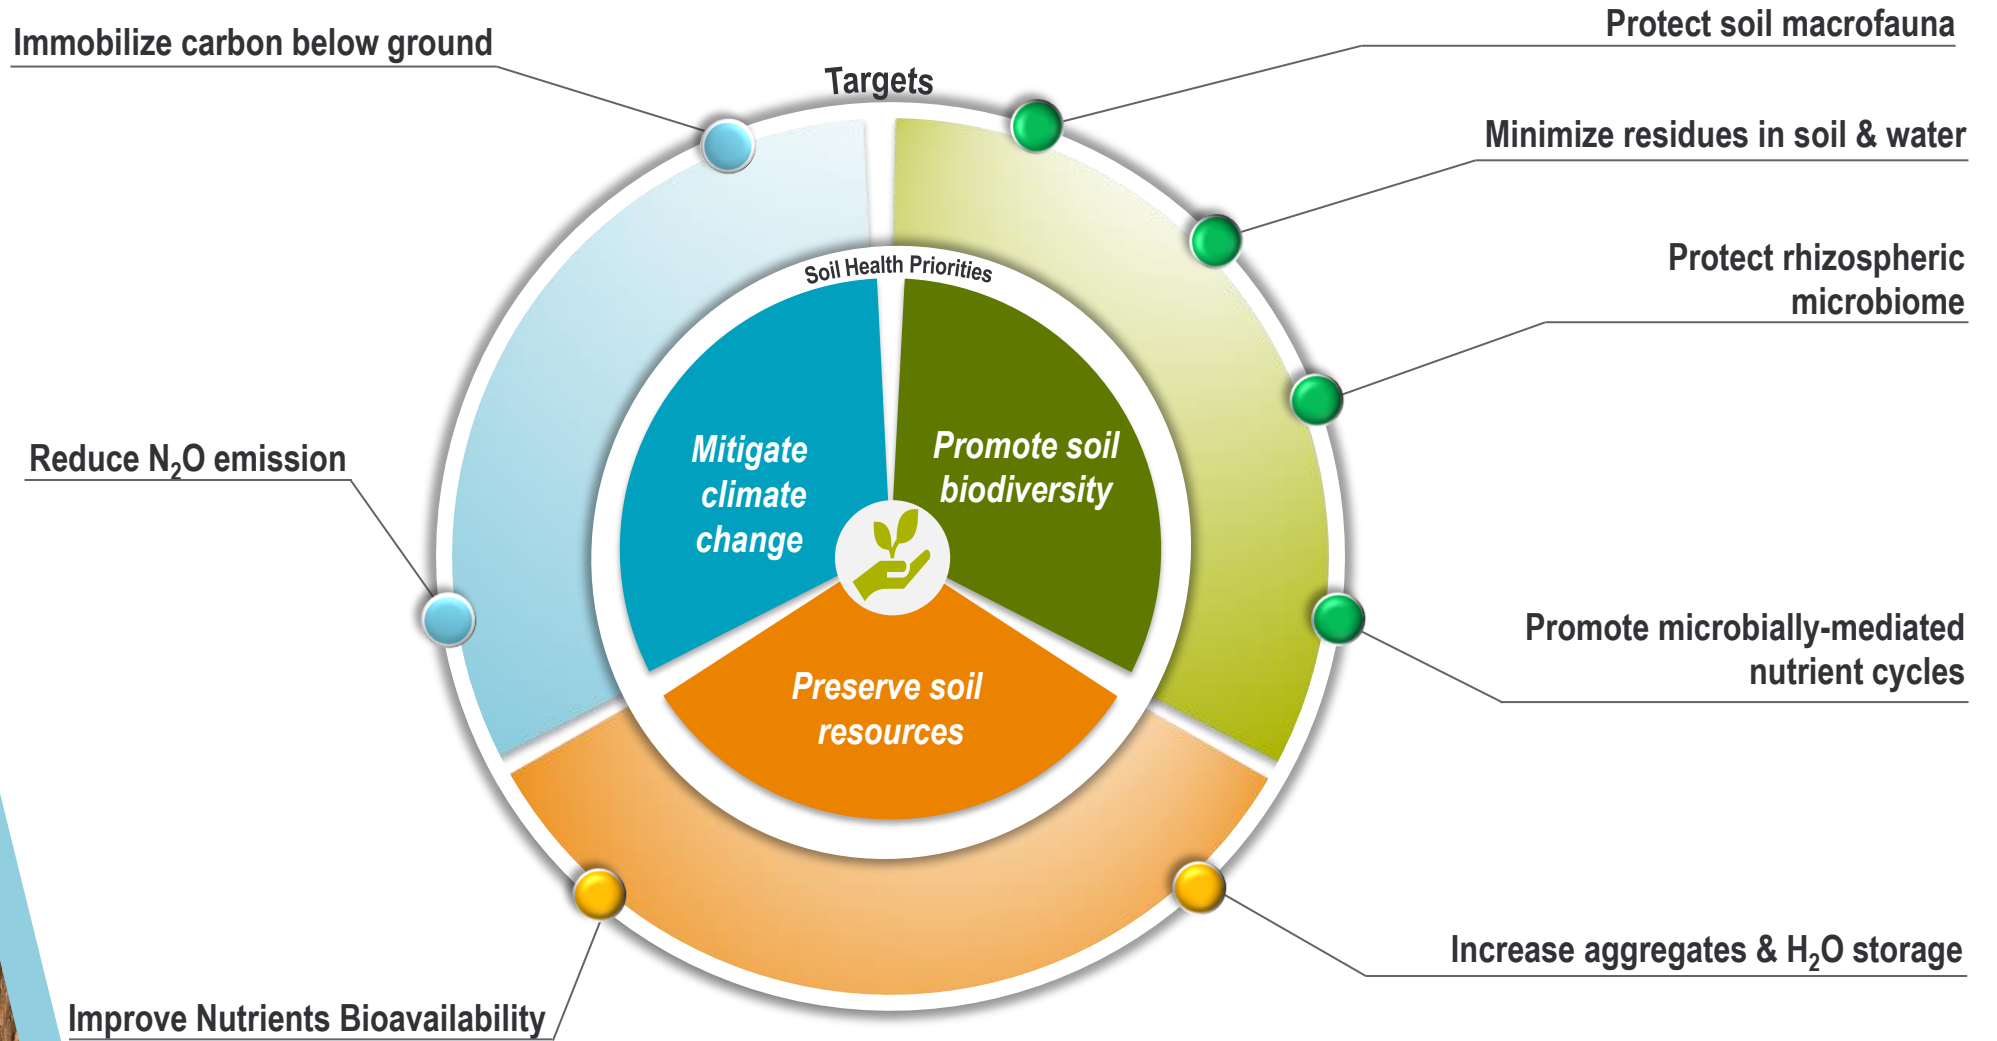 Immobilize carbon below ground
Protect soil macrofauna
Targets
Minimize residues in soil & water
Protect rhizospheric
microbiome
Soil Health Priorities
Mitigate
climate
change
Promote soil
biodiversity
Reduce N₂O emission
Preserve soil
resources
Promote microbially-mediated
nutrient cycles
Increase aggregates & H₂O storage
Improve Nutrients Bioavailability